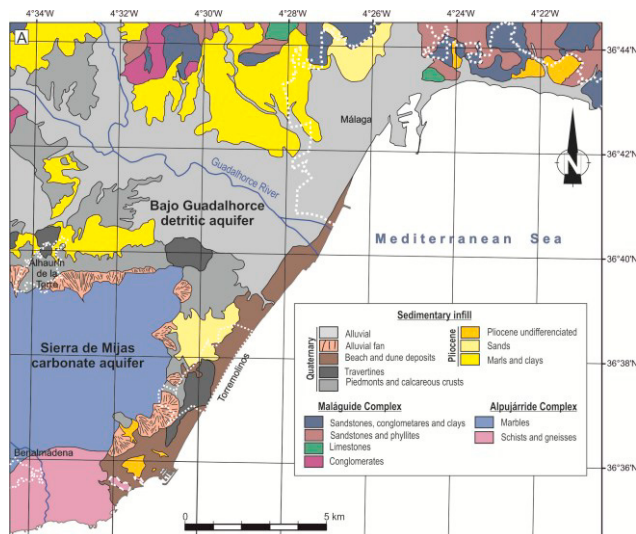 A
4°34'W
4°32'W
4°30'W
4°28'W
4°26'W
4°24'W
4°22'W
36°44'N
36°42'N
36°40'N
36°38'N
36°36'N
Málaga
Guadalhorce River
Bajo Guadalhorce
detritic aquifer
N
Mediterranean Sea
Alhaurín
de la
Torre
Sierra de Mijas
carbonate aquifer
Torremolinos
Benalmádena
Sedimentary infill
Quaternary
Alluvial
Alluvial fan
Beach and dune deposits
Travertines
Piedmonts and calcareous crusts
Pliocene
Pliocene undifferenciated
Sands
Marls and clays
Maláguide Complex
Sandstones, conglometares and clays
Sandstones and phyllites
Limestones
Conglomerates
Alpujárride Complex
Marbles
Schists and gneisses
0 5 km